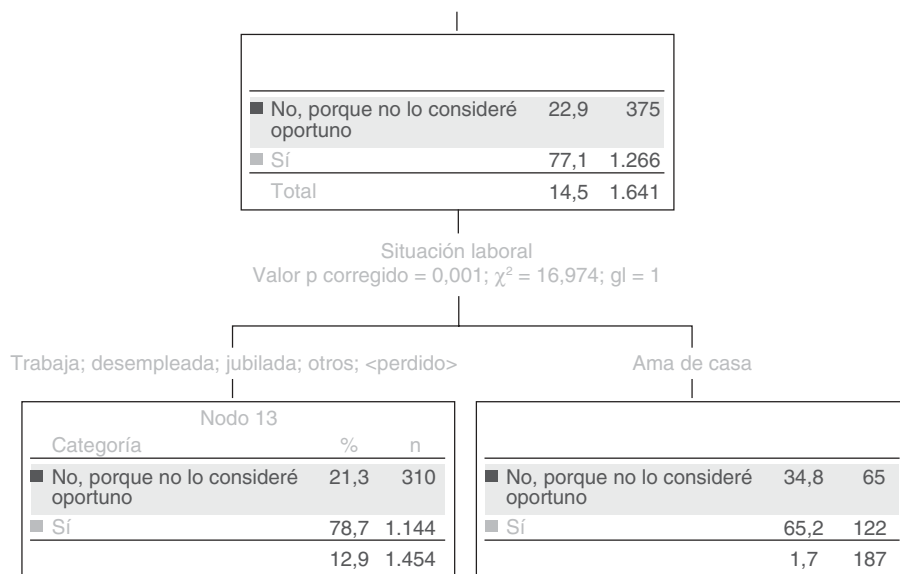 No, porque no lo consideré 22,9 375
oportuno
Sí 77,1 1.266
Total 14,5 1.641
Situación laboral
Valor p corregido = 0,001; χ² = 16,974; gl = 1
Trabaja; desempleada; jubilada; otros; <perdido>
Ama de casa
Nodo 13
Categoría % n
No, porque no lo consideré 21,3 310
oportuno
Sí 78,7 1.144
12,9 1.454
No, porque no lo consideré 34,8 65
oportuno
Sí 65,2 122
1,7 187